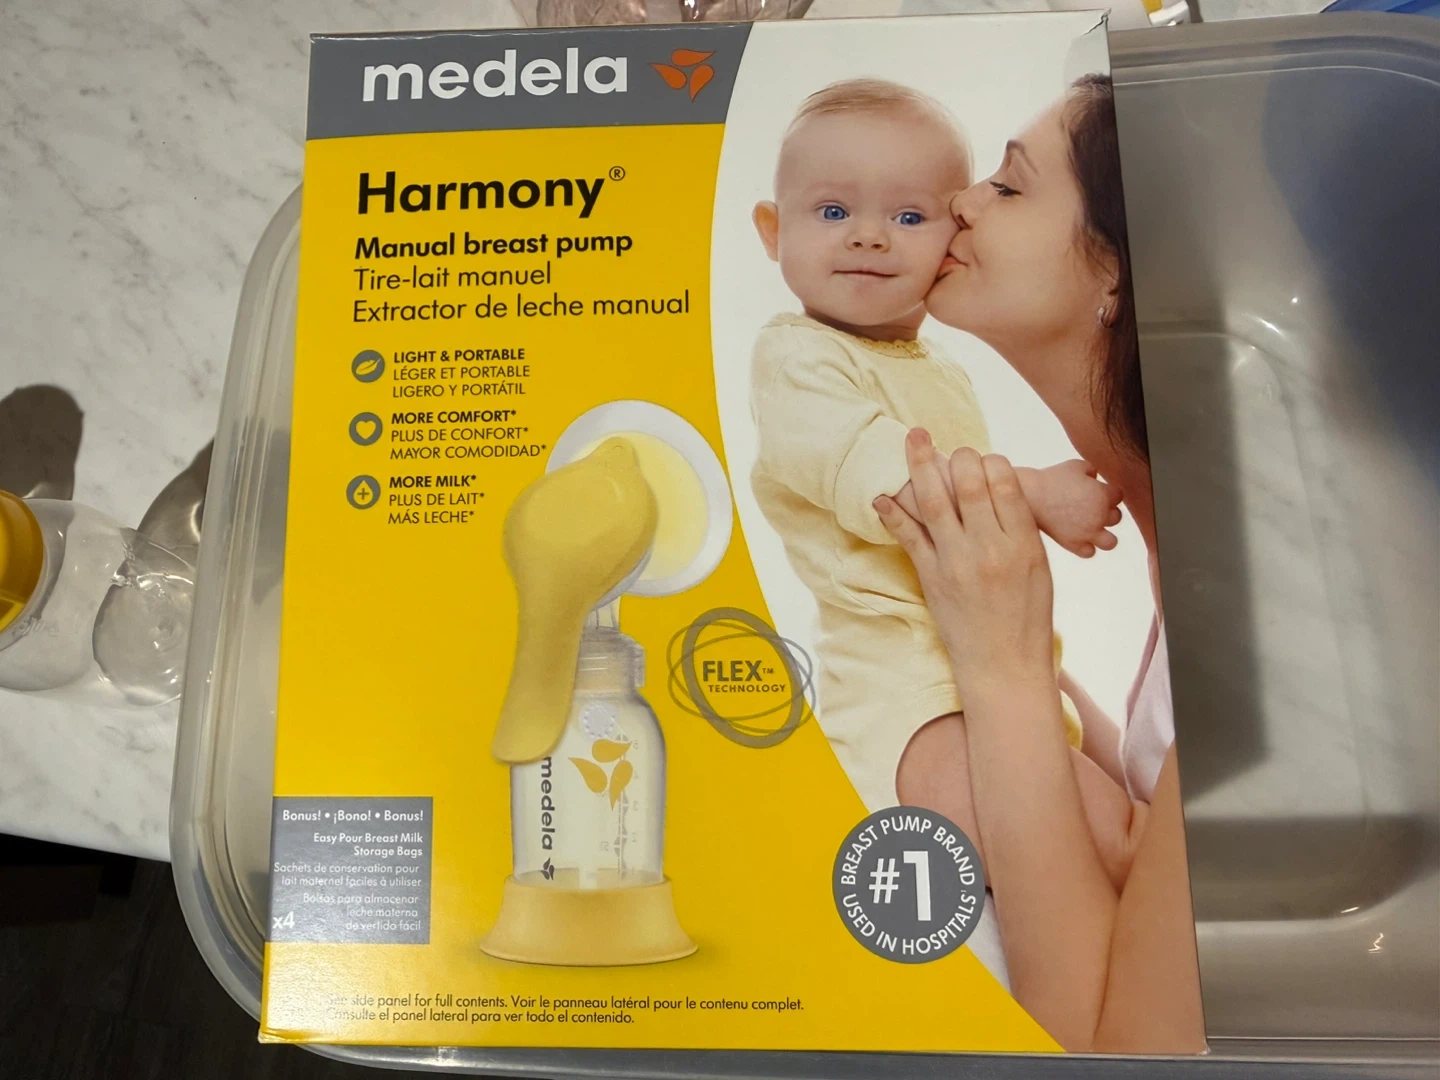 medela
Harmony®
Manual breast pump
Tire-lait manuel
Extractor de leche manual
LIGHT & PORTABLE
LÉGER ET PORTABLE
LIGERO Y PORTÁTIL
MORE COMFORT*
PLUS DE CONFORT*
MAYOR COMODIDAD*
MORE MILK*
PLUS DE LAIT*
MÁS LECHE*
FLEX™
TECHNOLOGY
medela
Bonus! • ¡Bono! • Bonus!
Easy Pour Breast Milk
Storage Bags
Sachets de conservation pour
lait maternel faciles à utiliser
Bolsas para almacenar
leche materna
de vertido fácil
x4
BREAST PUMP BRAND
#1
USED IN HOSPITALS
See side panel for full contents. Voir le panneau latéral pour le contenu complet.
Consulte el panel lateral para ver todo el contenido.